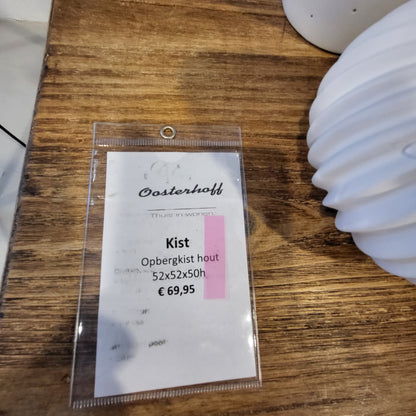 Oosterhoff
Thuis in wonen
Kist
Opbergkist hout
52x52x50h
€ 69,95